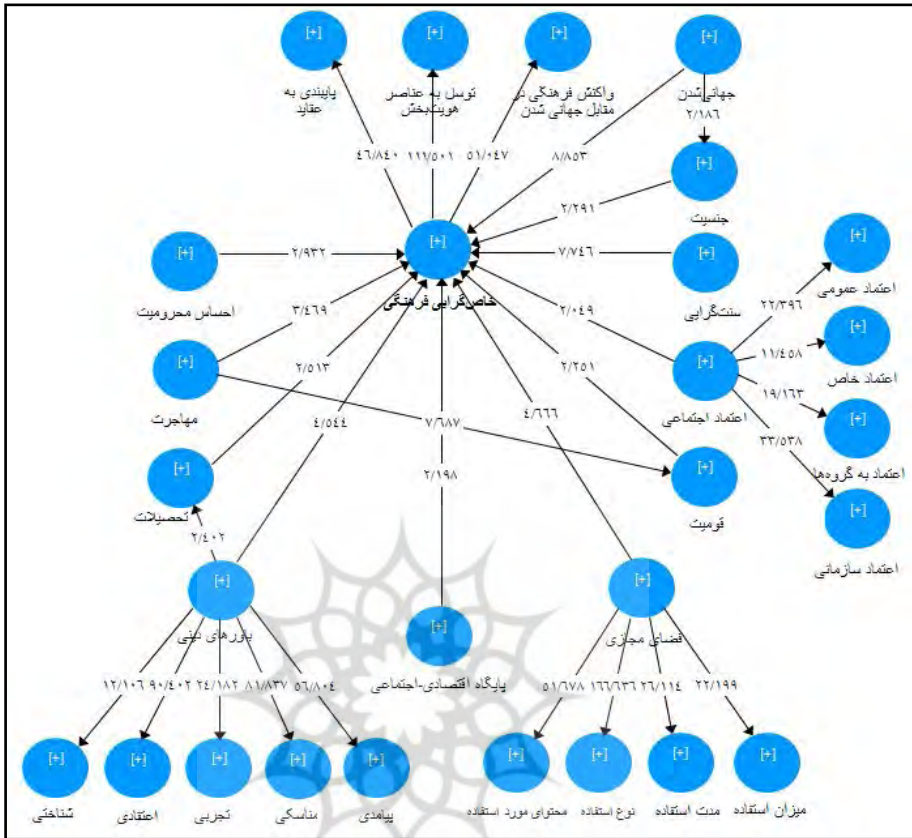 [+]
[+]
[+]
[+]
پایبندی به
عقاید
توسل به عناصر
هویت‌بخش
واکنش فرهنگی در
مقابل جهانی شدن
جهانی‌شدن
۲/۱۸۶
۴۶/۸۴۰
۱۱۱/۵۰۱
۵۱/۰۴۷
۸/۸۵۳
[+]
جنسیت
۲/۲۹۱
[+]
خاص‌گرایی فرهنگی
[+]
احساس محرومیت
۲/۹۳۲
[+]
سنت‌گرایی
۷/۷۴۶
[+]
اعتماد عمومی
۲۲/۳۹۶
[+]
مهاجرت
۳/۴۶۹
[+]
اعتماد اجتماعی
۲/۰۴۹
[+]
اعتماد خاص
۱۱/۴۵۸
[+]
اعتماد به گروه‌ها
۱۹/۱۶۳
[+]
اعتماد سازمانی
۳۳/۵۳۸
[+]
تحصیلات
۲/۵۱۳
۴/۵۴۴
۷/۶۸۷
۲/۱۹۸
۴/۶۶۶
۲/۲۵۱
[+]
قومیت
۲/۴۰۲
[+]
باورهای دینی
[+]
پایگاه اقتصادی-اجتماعی
[+]
فضای مجازی
۱۲/۱۰۶
۹۰/۴۰۲
۲۴/۱۸۲
۸۱/۸۳۷
۵۶/۸۰۴
۵۱/۶۷۸
۱۶۶/۶۳۶
۲۶/۱۱۴
۲۲/۱۹۹
[+]
[+]
[+]
[+]
[+]
[+]
[+]
[+]
[+]
شناختی
اعتقادی
تجربی
مناسکی
پیامدی
محتوای مورد استفاده
نوع استفاده
مدت استفاده
میزان استفاده